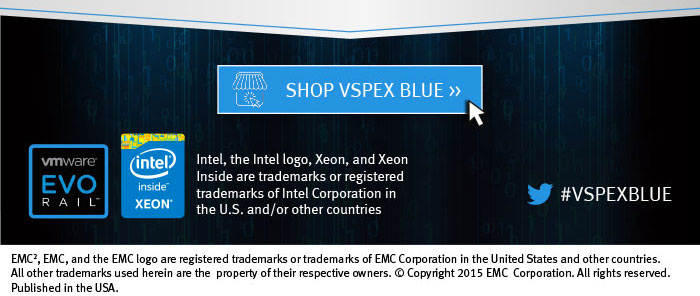 SHOP VSPEX BLUE >>
vmware®
EVO
RAIL™
intel®
inside™
XEON®
Intel, the Intel logo, Xeon, and Xeon
Inside are trademarks or registered
trademarks of Intel Corporation in
the U.S. and/or other countries
#VSPEXBLUE
EMC², EMC, and the EMC logo are registered trademarks or trademarks of EMC Corporation in the United States and other countries.
All other trademarks used herein are the property of their respective owners. © Copyright 2015 EMC Corporation. All rights reserved.
Published in the USA.